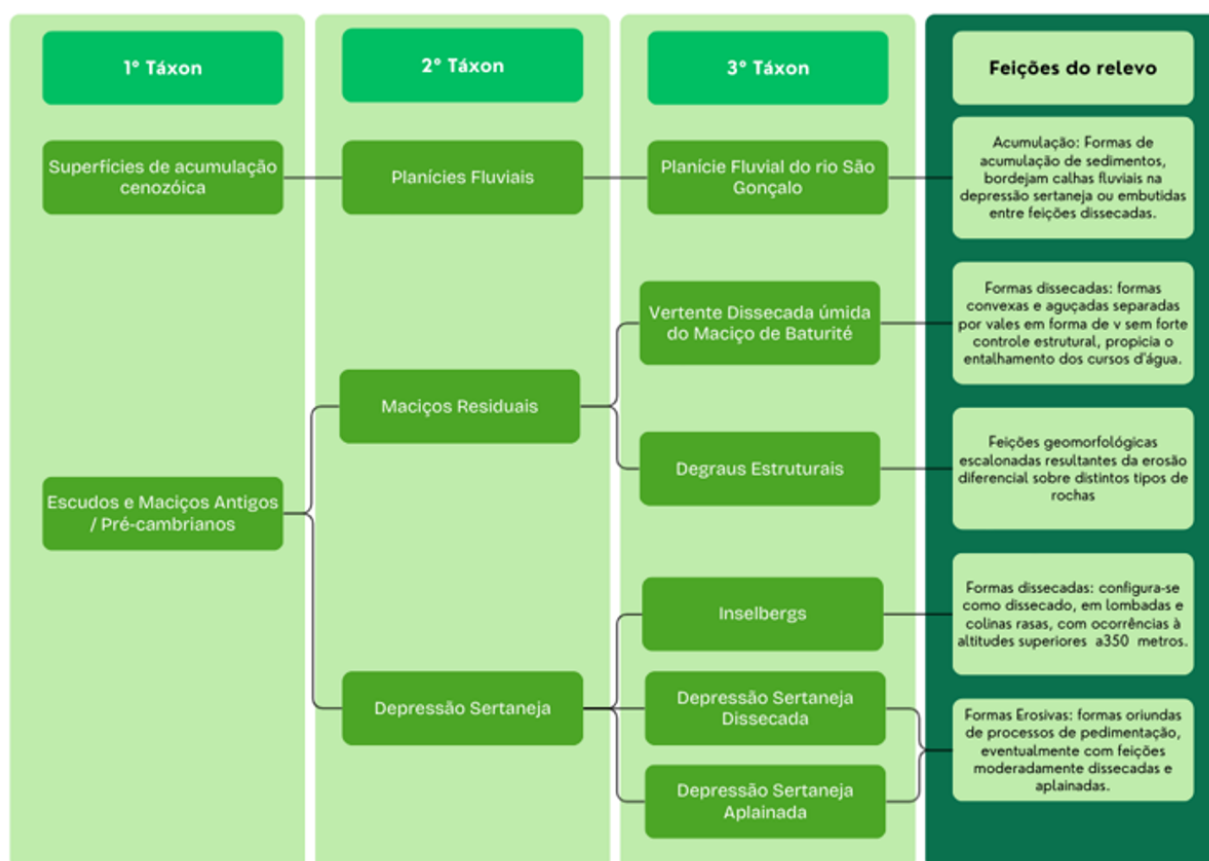 1º Táxon
2º Táxon
3º Táxon
Feições do relevo
Superfícies de acumulação
cenozóica
Planícies Fluviais
Planície Fluvial do rio São
Gonçalo
Acumulação: Formas de
acumulação de sedimentos,
bordejam calhas fluviais na
depressão sertaneja ou embutidas
entre feições dissecadas.
Escudos e Maciços Antigos
/ Pré-cambrianos
Maciços Residuais
Vertente Dissecada úmida
do Maciço de Baturité
Formas dissecadas: formas
convexas e aguçadas separadas
por vales em forma de v sem forte
controle estrutural, propicia o
entalhamento dos cursos d'água.
Degraus Estruturais
Feições geomorfológicas
escalonadas resultantes da erosão
diferencial sobre distintos tipos de
rochas
Depressão Sertaneja
Inselbergs
Formas dissecadas: configura-se
como dissecado, em lombadas e
colinas rasas, com ocorrências à
altitudes superiores a350 metros.
Depressão Sertaneja
Dissecada
Depressão Sertaneja
Aplainada
Formas Erosivas: formas oriundas
de processos de pedimentação,
eventualmente com feições
moderadamente dissecadas e
aplainadas.